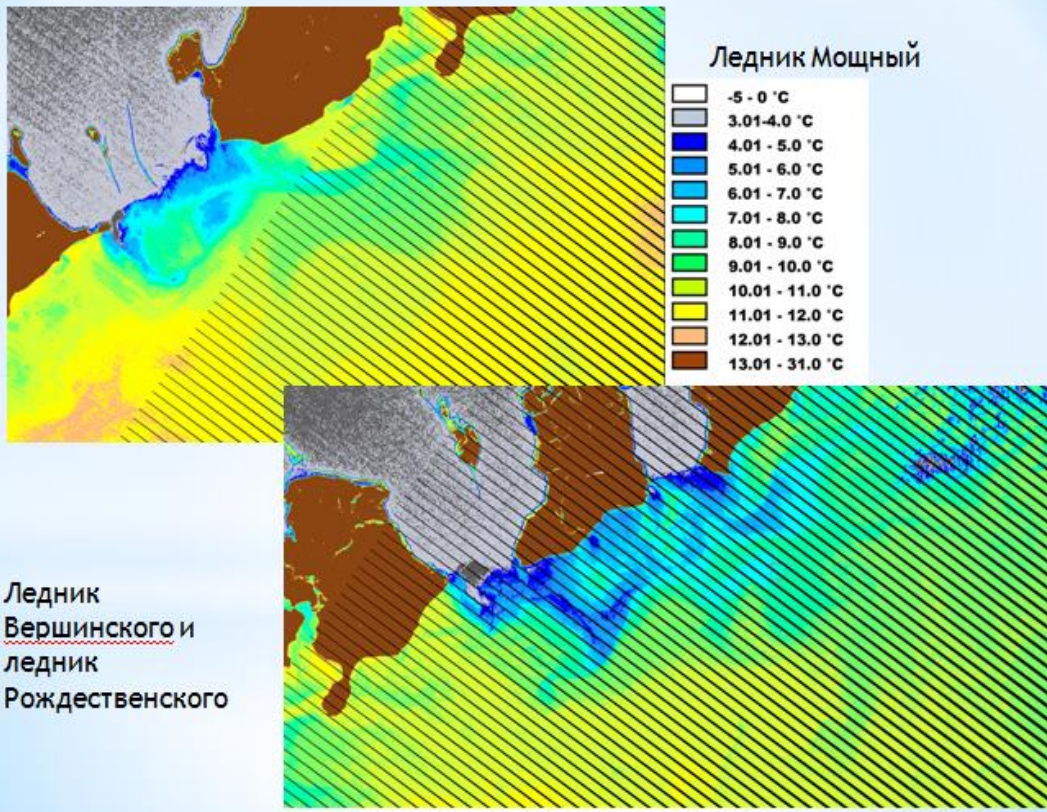 Ледник Мощный
-5 - 0 ˚C
3.01-4.0 ˚C
4.01 - 5.0 ˚C
5.01 - 6.0 ˚C
6.01 - 7.0 ˚C
7.01 - 8.0 ˚C
8.01 - 9.0 ˚C
9.01 - 10.0 ˚C
10.01 - 11.0 ˚C
11.01 - 12.0 ˚C
12.01 - 13.0 ˚C
13.01 - 31.0 ˚C
Ледник
Вершинского и
ледник
Рождественского